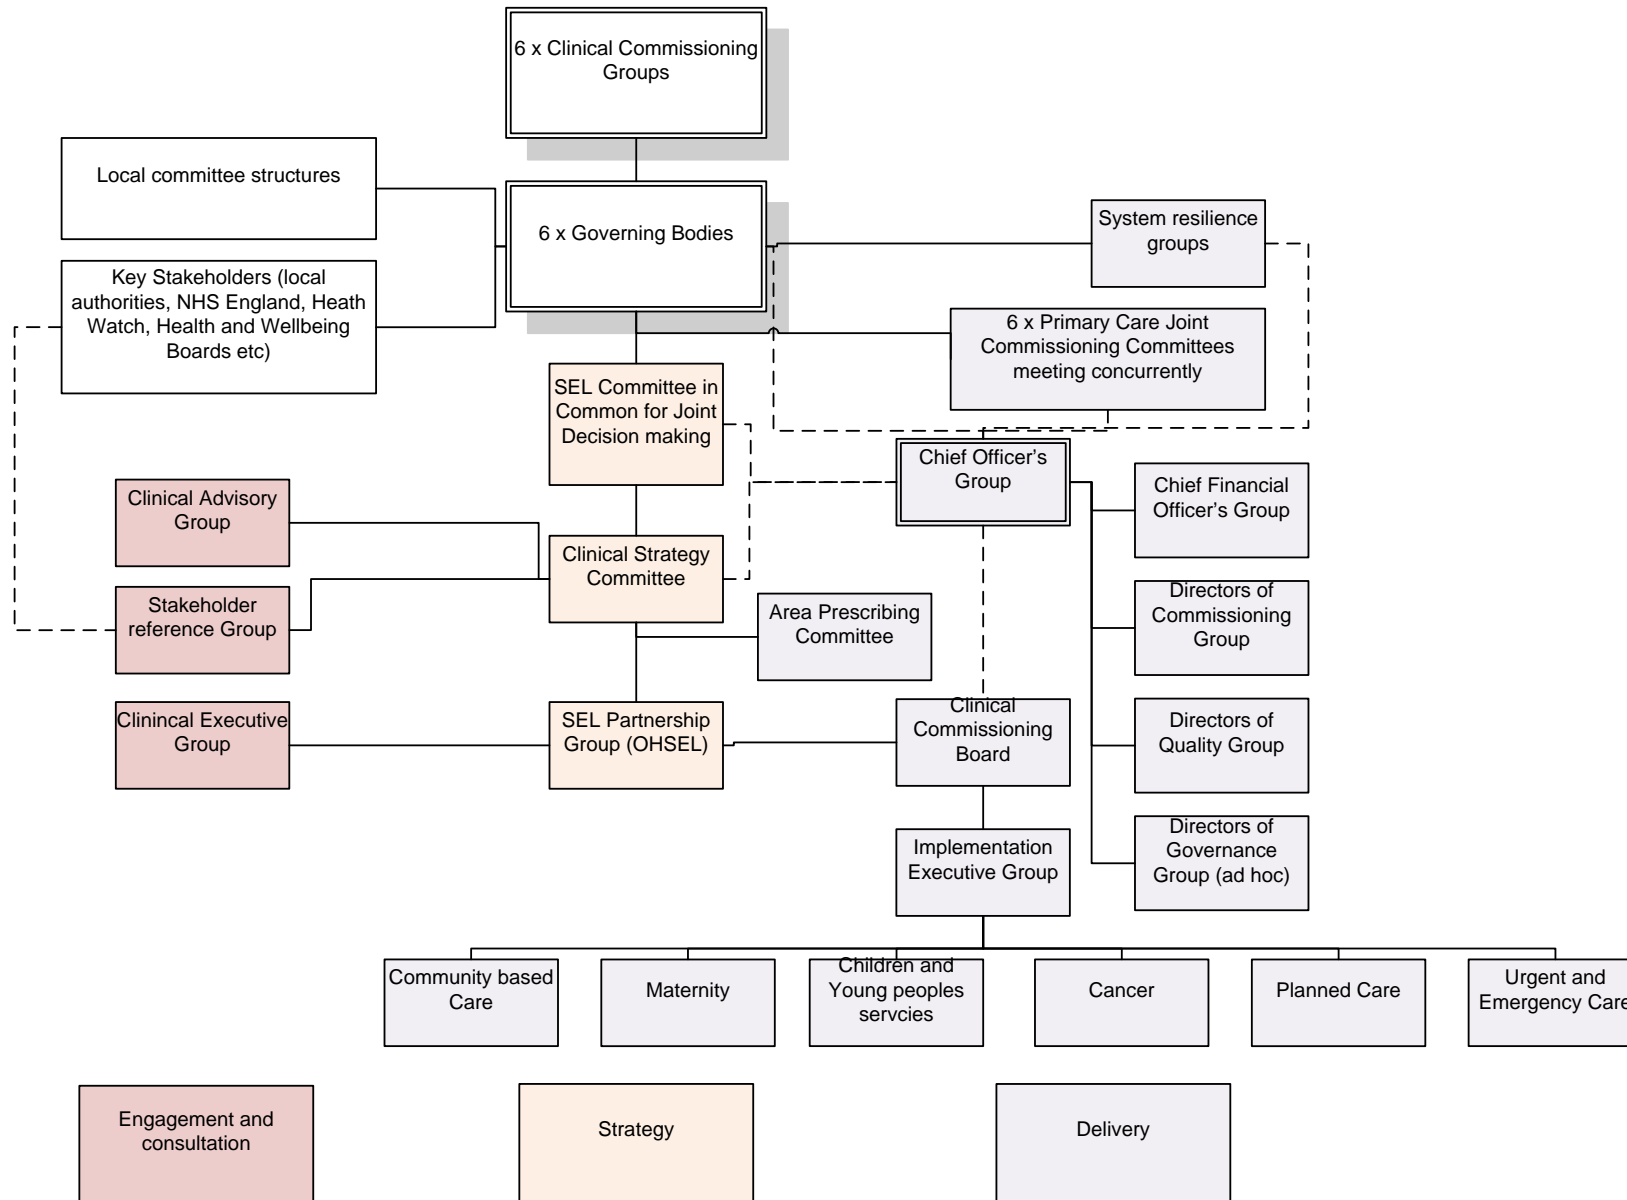 6 x Clinical Commissioning
Groups
Local committee structures
6 x Governing Bodies
System resilience
groups
Key Stakeholders (local
authorities, NHS England, Heath
Watch, Health and Wellbeing
Boards etc)
6 x Primary Care Joint
Commissioning Committees
meeting concurrently
SEL Committee in
Common for Joint
Decision making
Chief Officer's
Group
Clinical Advisory
Group
Chief Financial
Officer's Group
Clinical Strategy
Committee
Stakeholder
reference Group
Area Prescribing
Committee
Directors of
Commissioning
Group
Clinincal Executive
Group
SEL Partnership
Group (OHSEL)
Clinical
Commissioning
Board
Directors of
Quality Group
Implementation
Executive Group
Directors of
Governance
Group (ad hoc)
Community based
Care
Maternity
Children and
Young peoples
servcies
Cancer
Planned Care
Urgent and
Emergency Care
Engagement and
consultation
Strategy
Delivery